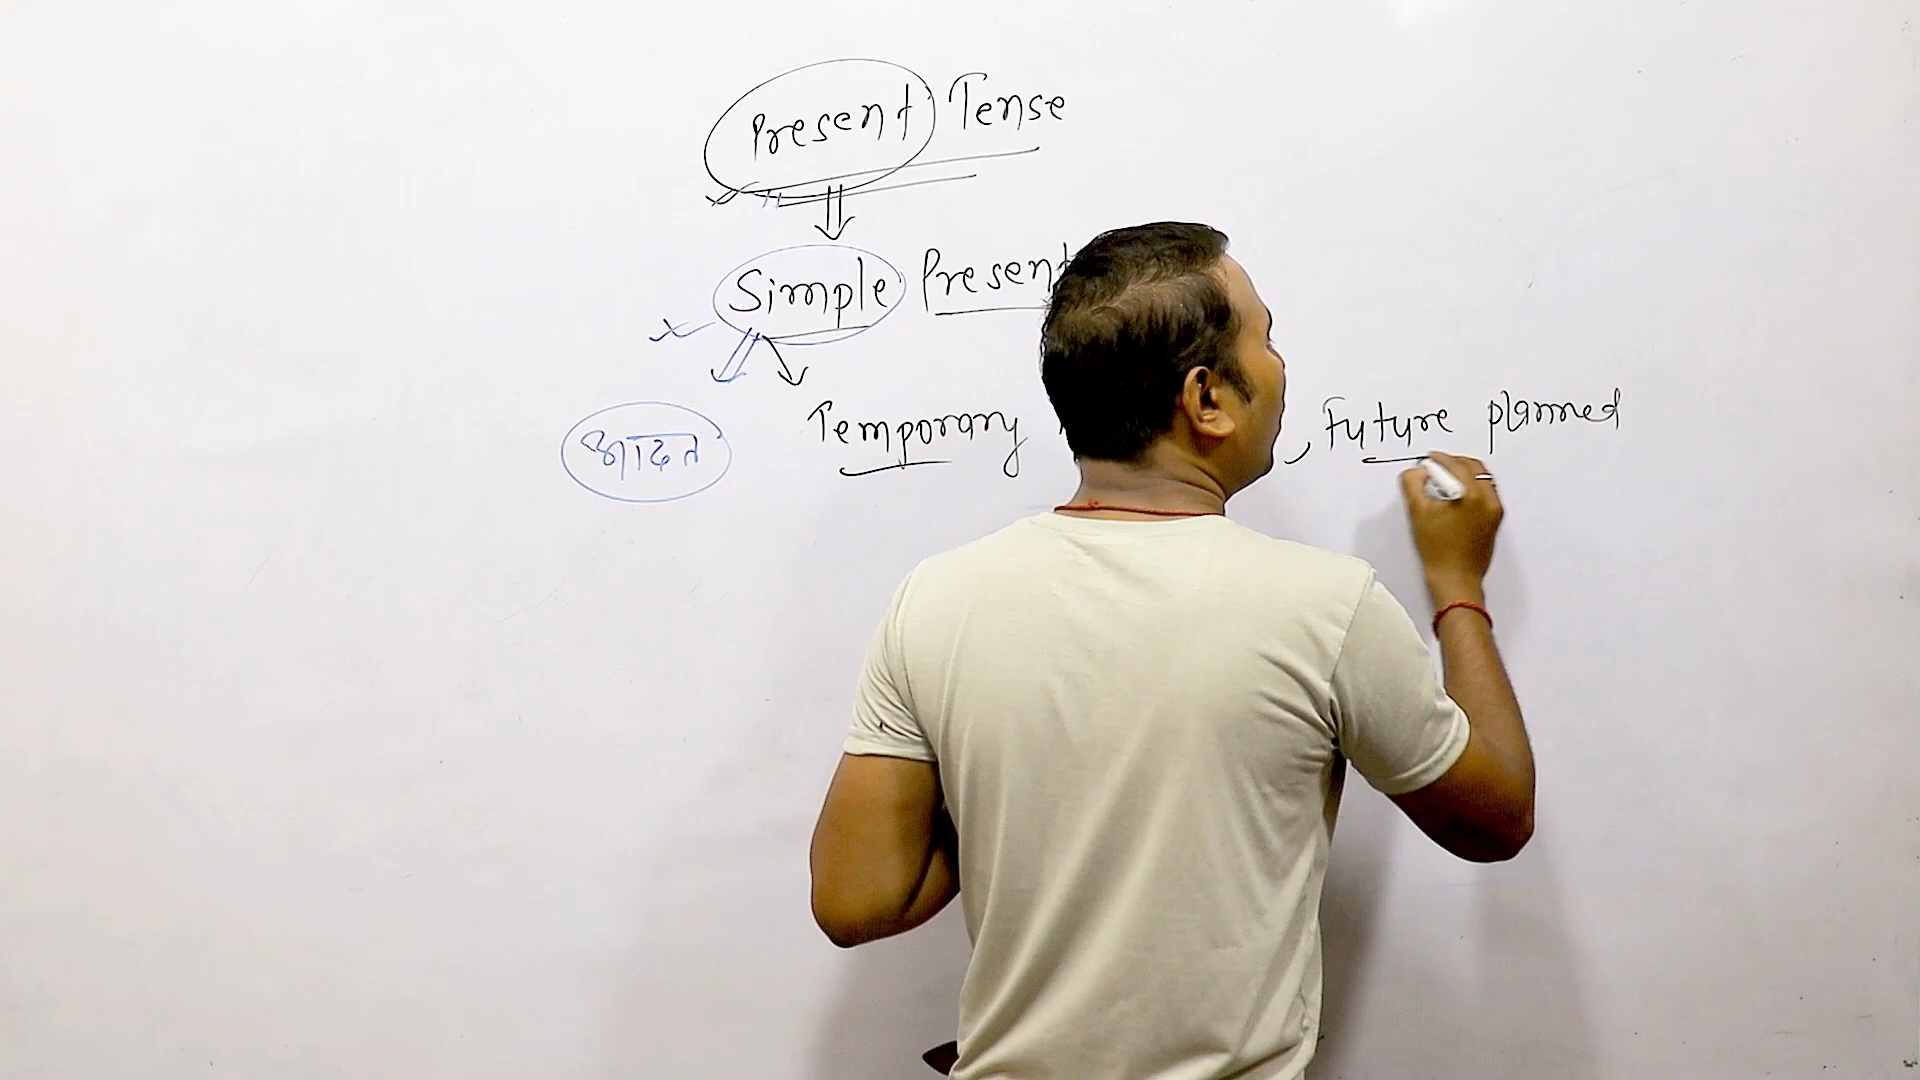 Present Tense
Simple Present
आदत Temporary , Future planned